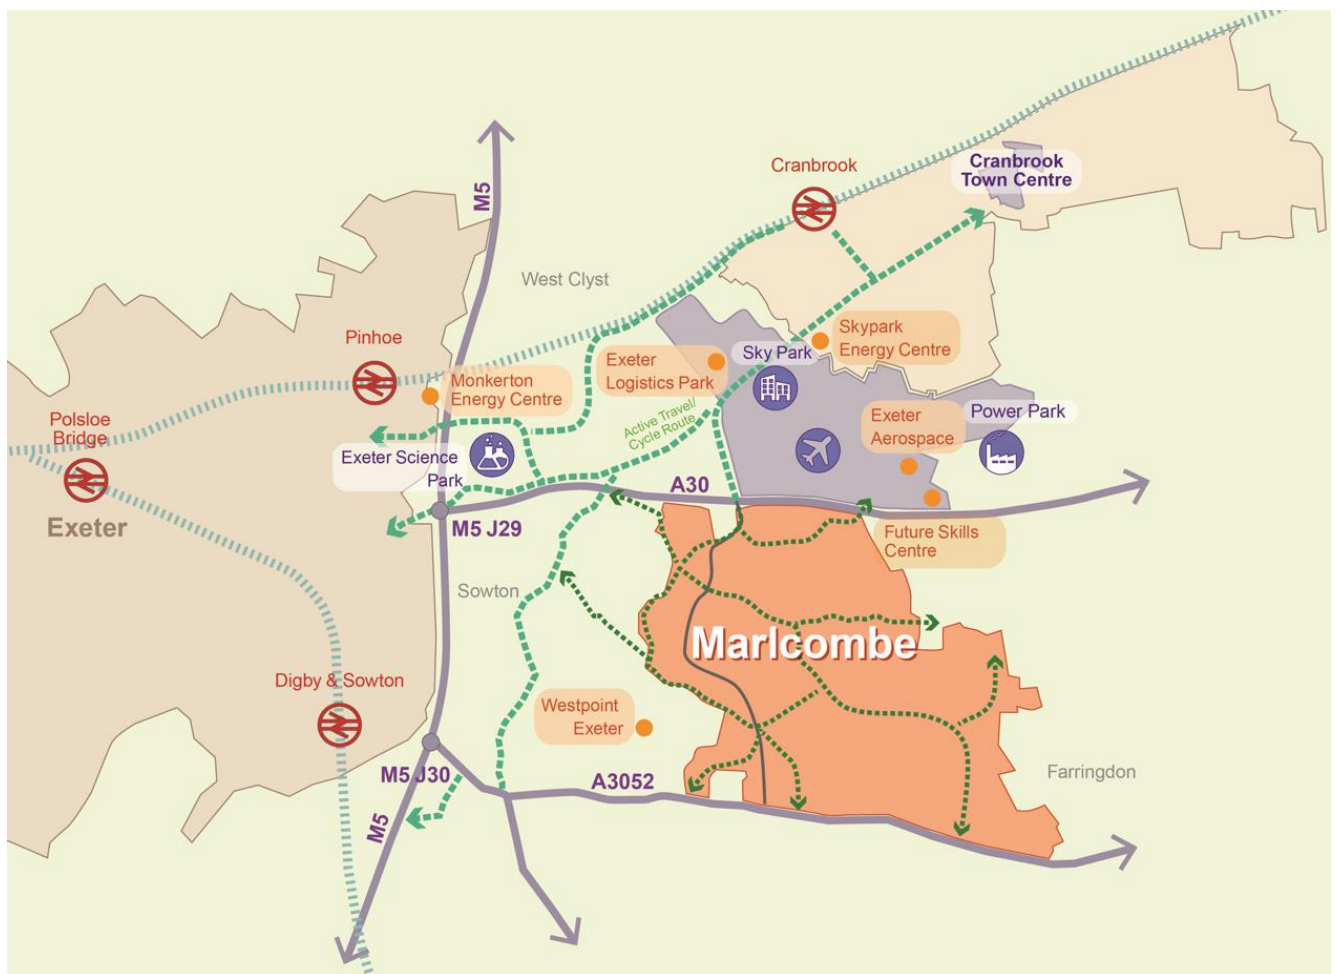 M5
Cranbrook
Cranbrook
Town Centre
West Clyst
Pinhoe
Skypark
Energy Centre
Sky Park
Exeter
Logistics Park
Monkerton
Energy Centre
Active Travel/
Cycle Route
Polsloe
Bridge
Exeter
Aerospace
Power Park
Exeter Science
Park
A30
Exeter
M5 J29
Future Skills
Centre
Sowton
Marlcombe
Digby & Sowton
Westpoint
Exeter
M5 J30
A3052
Farringdon
M5